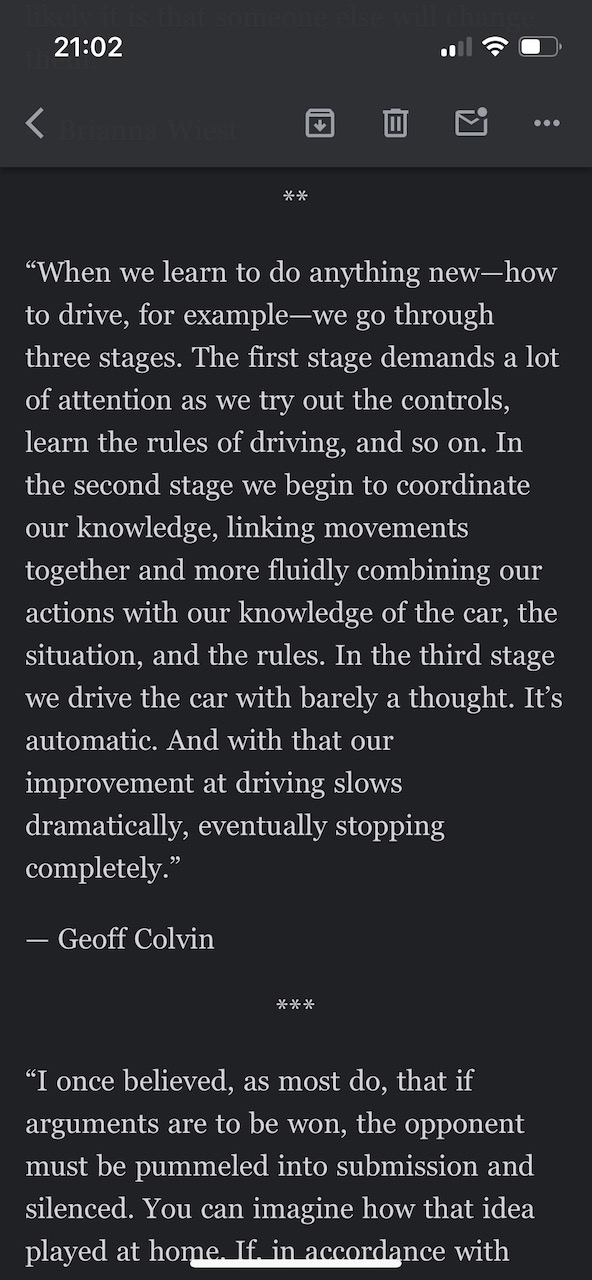 likely it is that someone else will change
them.
21:02
Brianna Wiest
**
“When we learn to do anything new—how
to drive, for example—we go through
three stages. The first stage demands a lot
of attention as we try out the controls,
learn the rules of driving, and so on. In
the second stage we begin to coordinate
our knowledge, linking movements
together and more fluidly combining our
actions with our knowledge of the car, the
situation, and the rules. In the third stage
we drive the car with barely a thought. It’s
automatic. And with that our
improvement at driving slows
dramatically, eventually stopping
completely.”
— Geoff Colvin
***
“I once believed, as most do, that if
arguments are to be won, the opponent
must be pummeled into submission and
silenced. You can imagine how that idea
played at home. If, in accordance with